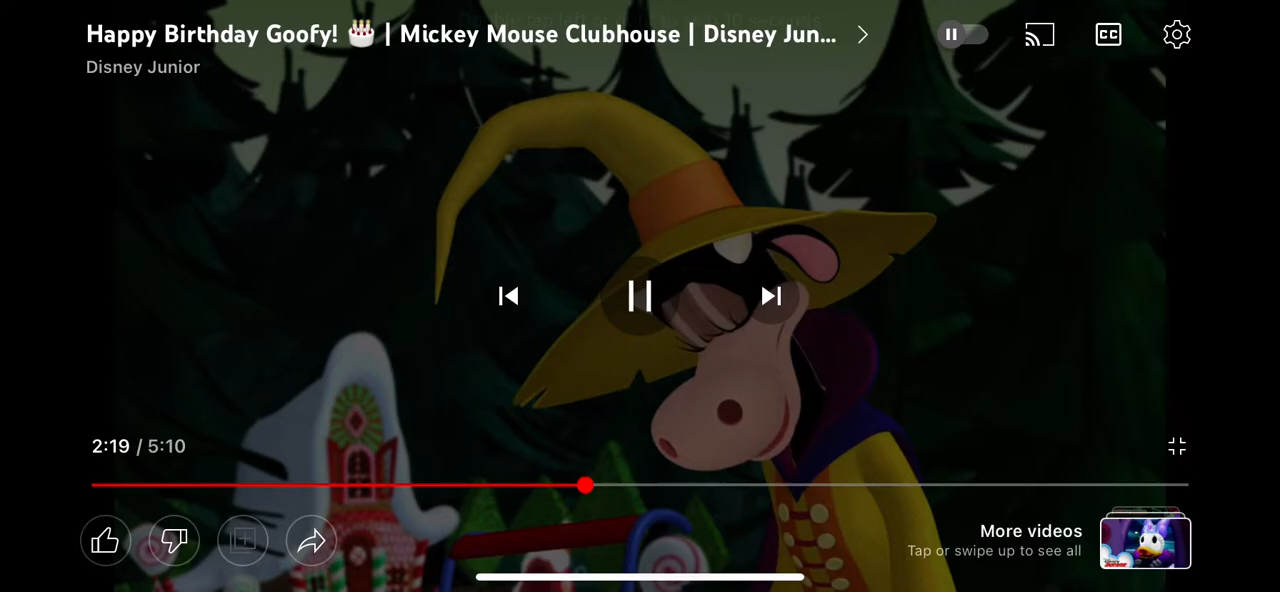 Happy Birthday Goofy! 🎂 | Mickey Mouse Clubhouse | Disney Jun...
Disney Junior
CC
2:19 / 5:10
More videos
Tap or swipe up to see all